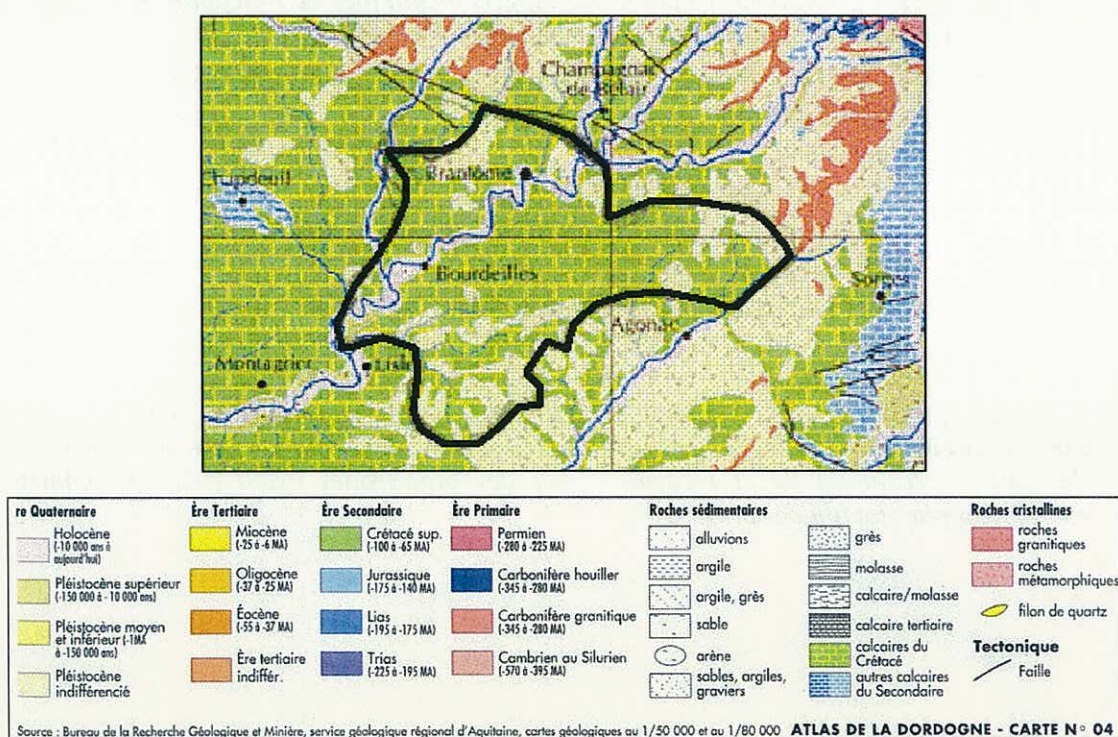 Champagnac
de-Belair
Brantôme
Bourdeilles
Sorges
Agonac
Montagrier
Lisle
re Quaternaire
Holocène
(-10 000 ans à
aujourd'hui)
Pléistocène supérieur
(-150 000 à - 10 000 ans)
Pléistocène moyen
et inférieur (-1MA
à -150 000 ans)
Pléistocène
indifférencié
Ère Tertiaire
Miocène
(-25 à -6 MA)
Oligocène
(-37 à -25 MA)
Éocène
(-55 à -37 MA)
Ère tertiaire
indiffér.
Ère Secondaire
Crétacé sup.
(-100 à -65 MA)
Jurassique
(-175 à -140 MA)
Lias
(-195 à -175 MA)
Trias
(-225 à -195 MA)
Ère Primaire
Permien
(-280 à -225 MA)
Carbonifère houiller
(-345 à -280 MA)
Carbonifère granitique
(-345 à -280 MA)
Cambrien au Silurien
(-570 à -395 MA)
Roches sédimentaires
alluvions
argile
argile, grès
sable
arène
sables, argiles,
graviers
grès
molasse
calcaire/molasse
calcaire tertiaire
calcaires du
Crétacé
autres calcaires
du Secondaire
Roches cristallines
roches
granitiques
roches
métamorphiques
filon de quartz
Tectonique
Faille
Source : Bureau de la Recherche Géologique et Minière, service géologique régional d'Aquitaine, cartes géologiques au 1/50 000 et au 1/80 000 ATLAS DE LA DORDOGNE - CARTE N° 04